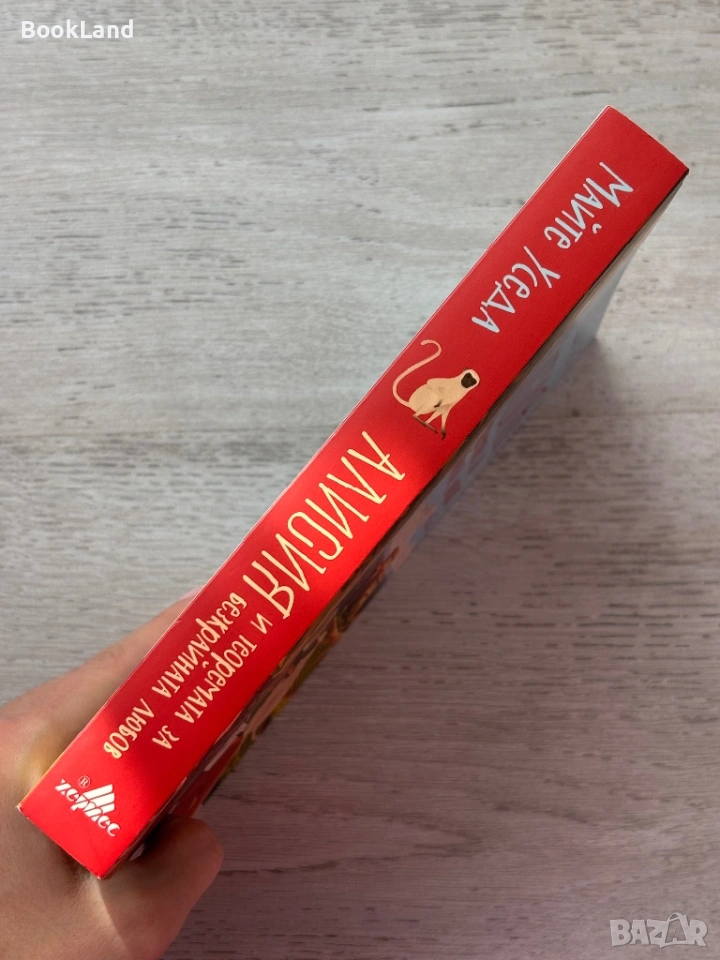 BookLand
Майте Уседа
АЛИСИЯ
и теоремата за
безкрайната любов
хермес
®
BAZAR